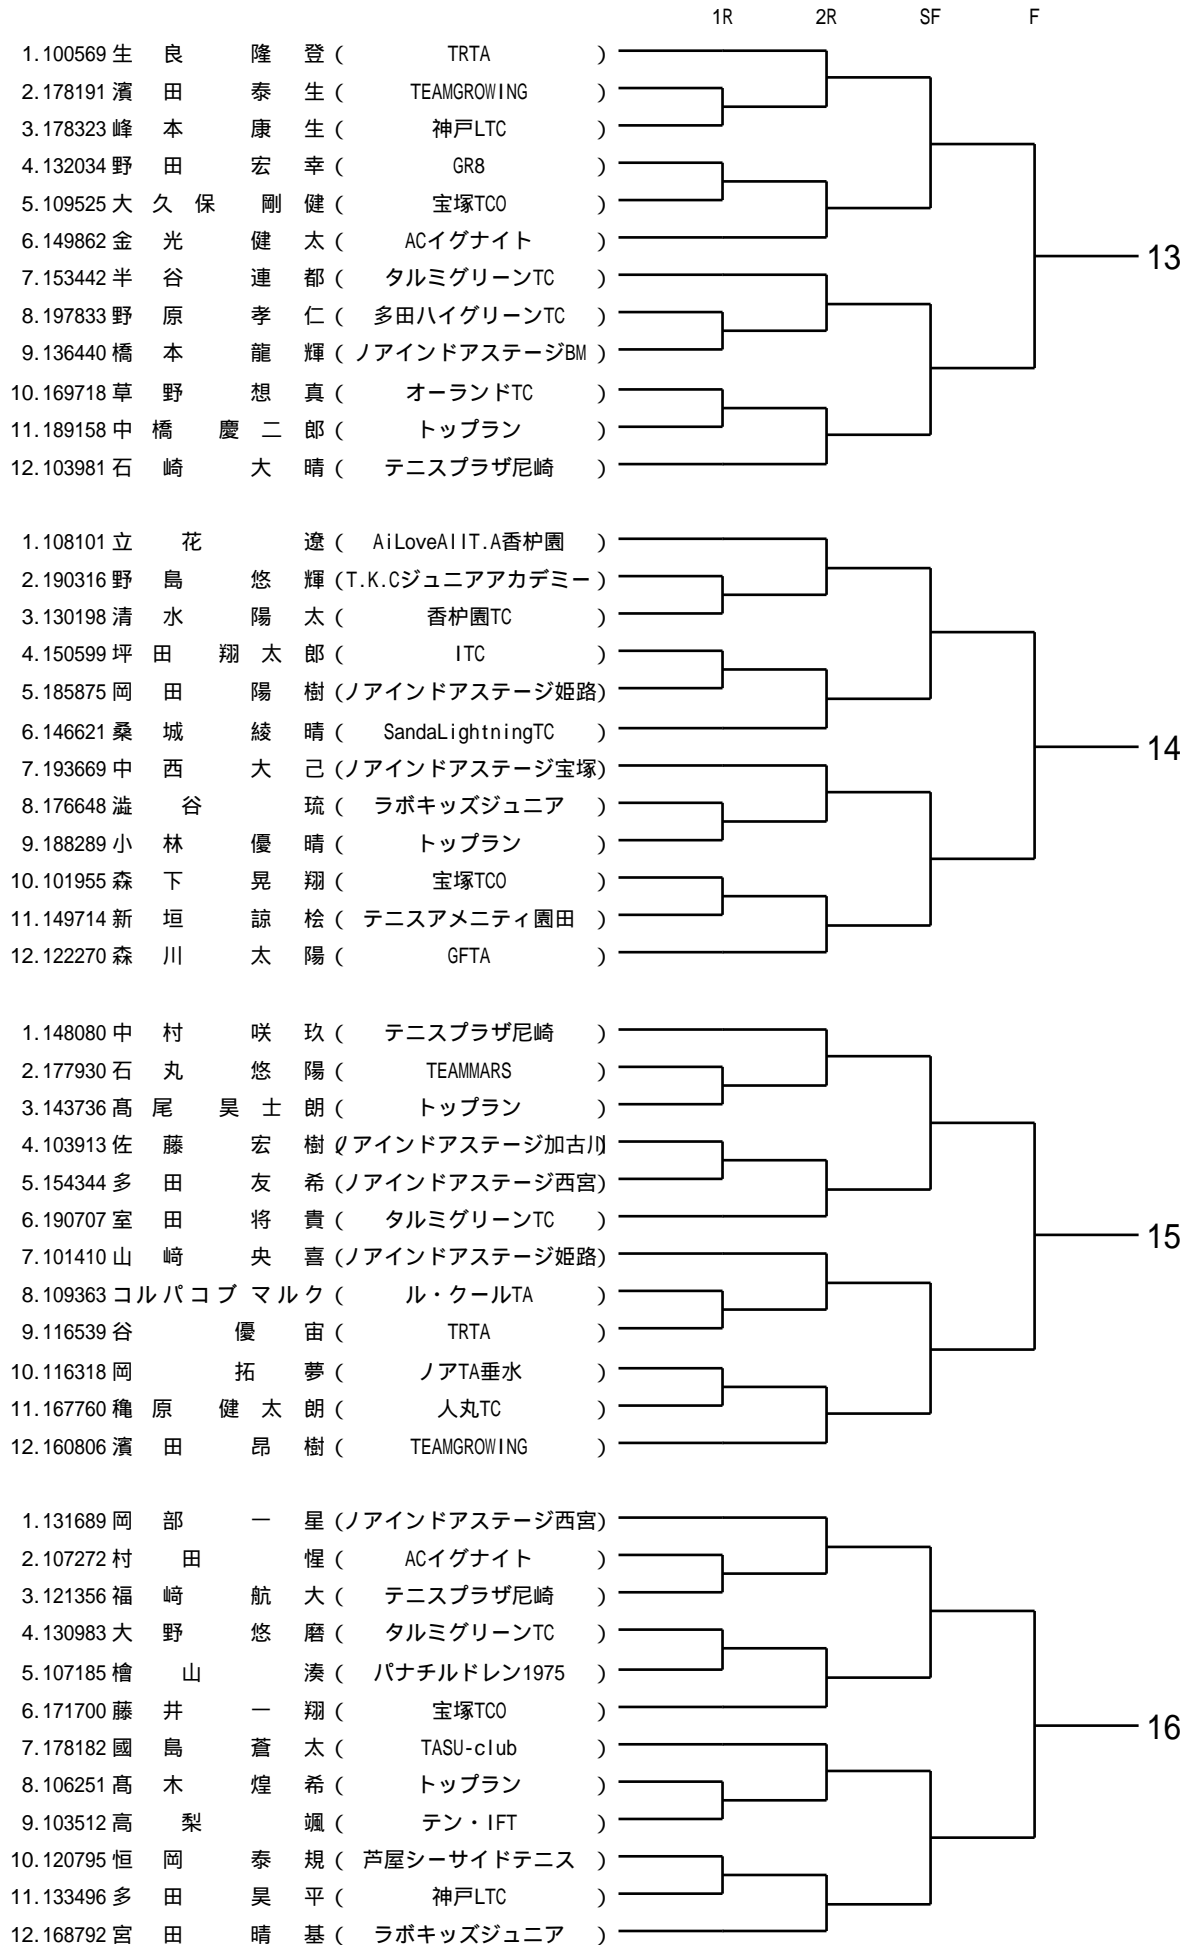 1R 2R SF F
1.100569 生良 隆登 ( TRTA )
2.178191 濱田 泰生 ( TEAMGROWING )
3.178323 峰本 康生 ( 神戸LTC )
4.132034 野田 宏幸 ( GR8 )
5.109525 大久保 剛健 ( 宝塚TCO )
6.149862 金光 健太 ( ACイグナイト )
7.153442 半谷 連都 ( タルミグリーンTC )
8.197833 野原 孝仁 ( 多田ハイグリーンTC )
9.136440 橋本 龍輝 ( ノアインドアステージBM )
10.169718 草野 想真 ( オーランドTC )
11.189158 中橋 慶二郎 ( トップラン )
12.103981 石崎 大晴 ( テニスプラザ尼崎 )
13
1.108101 立花 遼 ( AiLoveAllT.A香枦園 )
2.190316 野島 悠輝 (T.K.Cジュニアアカデミー )
3.130198 清水 陽太 ( 香枦園TC )
4.150599 坪田 翔太郎 ( ITC )
5.185875 岡田 陽樹 (ノアインドアステージ姫路)
6.146621 桑城 綾晴 ( SandaLightningTC )
7.193669 中西 大己 (ノアインドアステージ宝塚)
8.176648 澁谷 琉 ( ラボキッズジュニア )
9.188289 小林 優晴 ( トップラン )
10.101955 森下 晃翔 ( 宝塚TCO )
11.149714 新垣 諒桧 ( テニスアメニティ園田 )
12.122270 森川 太陽 ( GFTA )
14
1.148080 中村 咲玖 ( テニスプラザ尼崎 )
2.177930 石丸 悠陽 ( TEAMMARS )
3.143736 髙尾 昊士朗 ( トップラン )
4.103913 佐藤 宏樹 (ノアインドアステージ加古川)
5.154344 多田 友希 (ノアインドアステージ西宮)
6.190707 室田 将貴 ( タルミグリーンTC )
7.101410 山﨑 央喜 (ノアインドアステージ姫路)
8.109363 コルパコブ マルク ( ル・クールTA )
9.116539 谷 優宙 ( TRTA )
10.116318 岡 拓夢 ( ノアTA垂水 )
11.167760 穐原 健太朗 ( 人丸TC )
12.160806 濱田 昂樹 ( TEAMGROWING )
15
1.131689 岡部 一星 (ノアインドアステージ西宮)
2.107272 村田 惺 ( ACイグナイト )
3.121356 福﨑 航大 ( テニスプラザ尼崎 )
4.130983 大野 悠磨 ( タルミグリーンTC )
5.107185 檜山 湊 ( パナチルドレン1975 )
6.171700 藤井 一翔 ( 宝塚TCO )
7.178182 國島 蒼太 ( TASU-club )
8.106251 髙木 煌希 ( トップラン )
9.103512 高梨 颯 ( テン・IFT )
10.120795 恒岡 泰規 ( 芦屋シーサイドテニス )
11.133496 多田 昊平 ( 神戸LTC )
12.168792 宮田 晴基 ( ラボキッズジュニア )
16